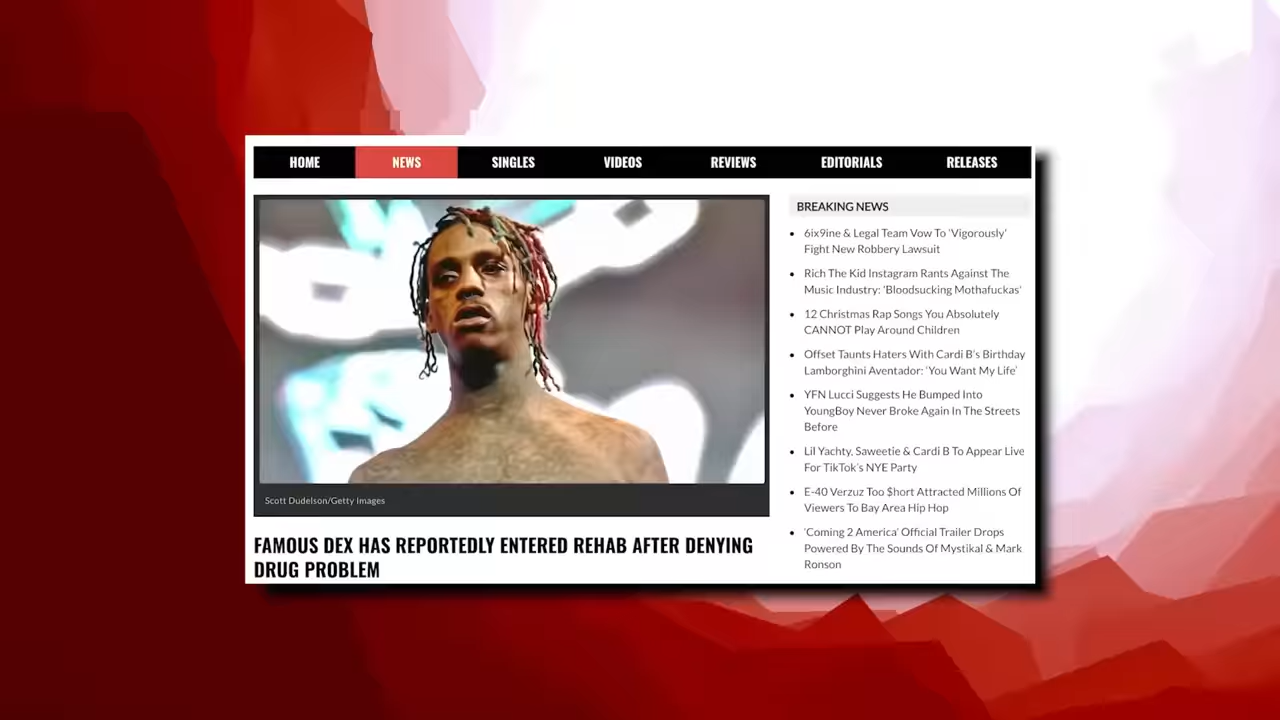 HOME NEWS SINGLES VIDEOS REVIEWS EDITORIALS RELEASES
Scott Dudelson/Getty Images
FAMOUS DEX HAS REPORTEDLY ENTERED REHAB AFTER DENYING
DRUG PROBLEM
BREAKING NEWS
6ix9ine & Legal Team Vow To 'Vigorously'
Fight New Robbery Lawsuit
Rich The Kid Instagram Rants Against The
Music Industry: 'Bloodsucking Mothafuckas'
12 Christmas Rap Songs You Absolutely
CANNOT Play Around Children
Offset Taunts Haters With Cardi B's Birthday
Lamborghini Aventador: 'You Want My Life'
YFN Lucci Suggests He Bumped Into
YoungBoy Never Broke Again In The Streets
Before
Lil Yachty, Saweetie & Cardi B To Appear Live
For TikTok's NYE Party
E-40 Verzuz Too $hort Attracted Millions Of
Viewers To Bay Area Hip Hop
'Coming 2 America' Official Trailer Drops
Powered By The Sounds Of Mystikal & Mark
Ronson